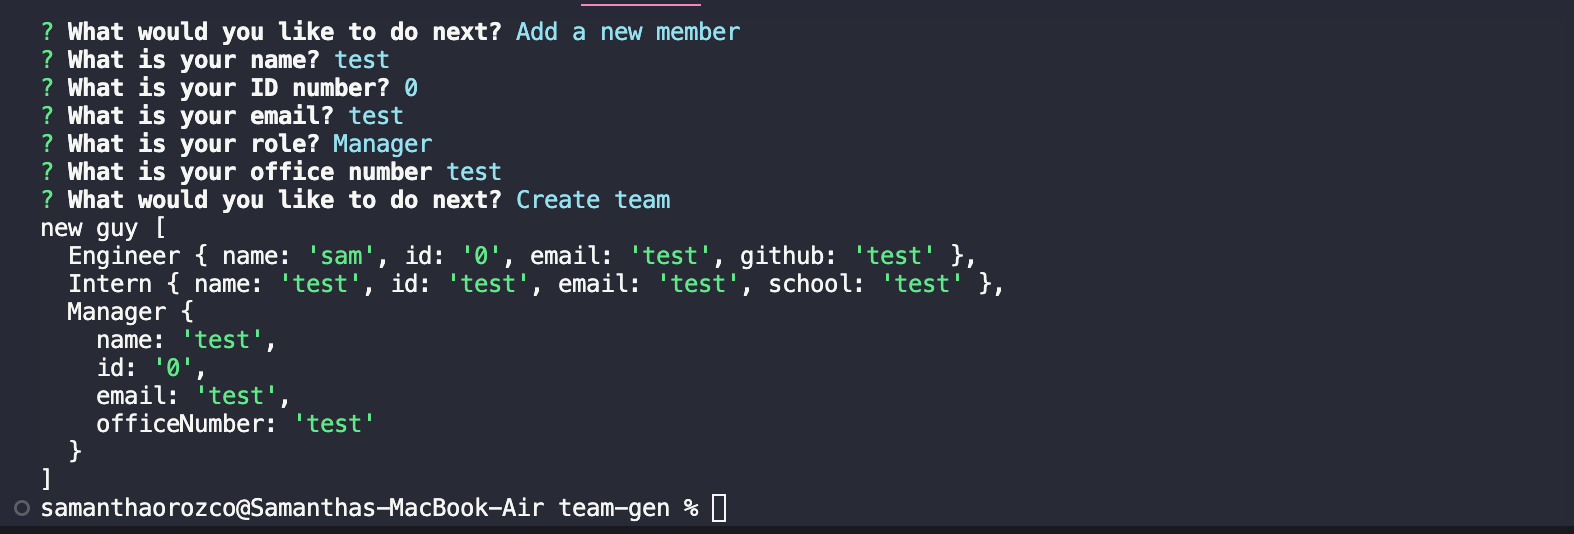 ? What would you like to do next? Add a new member
? What is your name? test
? What is your ID number? 0
? What is your email? test
? What is your role? Manager
? What is your office number test
? What would you like to do next? Create team
new guy [
  Engineer { name: 'sam', id: '0', email: 'test', github: 'test' },
  Intern { name: 'test', id: 'test', email: 'test', school: 'test' },
  Manager {
    name: 'test',
    id: '0',
    email: 'test',
    officeNumber: 'test'
  }
]
samanthaorozco@Samanthas-MacBook-Air team-gen %